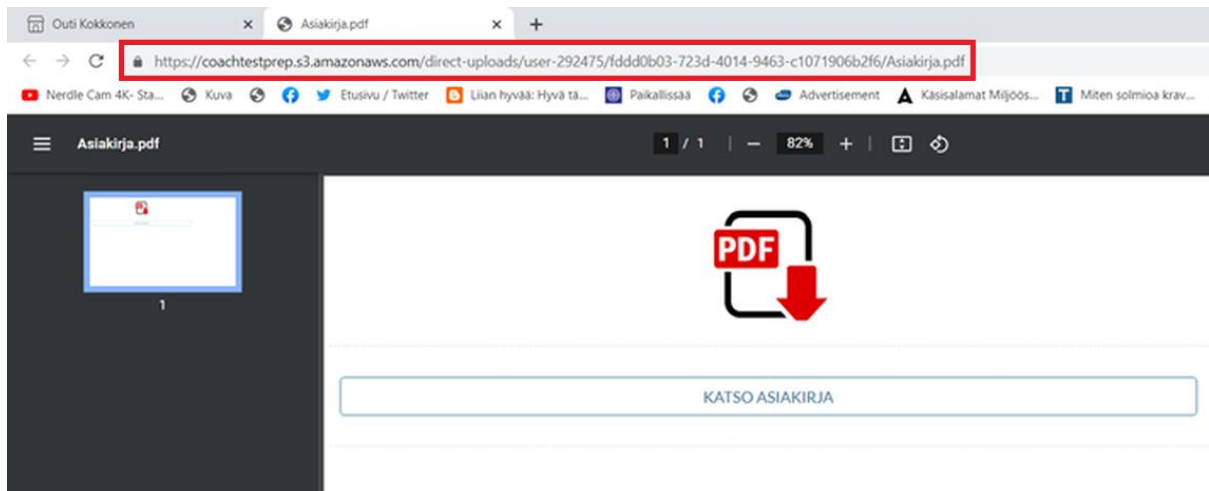 Outi Kokkonen
Asiakirja.pdf
https://coachtestprep.s3.amazonaws.com/direct-uploads/user-292475/fddd0b03-723d-4014-9463-c1071906b2f6/Asiakirja.pdf
Nerdle Cam 4K- Sta... Kuva Etusivu / Twitter Liian hyvää: Hyvä tä... Paikallissää Advertisement Käsisalamat Miljöös... Miten solmioa krav...
Asiakirja.pdf 1 / 1 82%
PDF
1
KATSO ASIAKIRJA